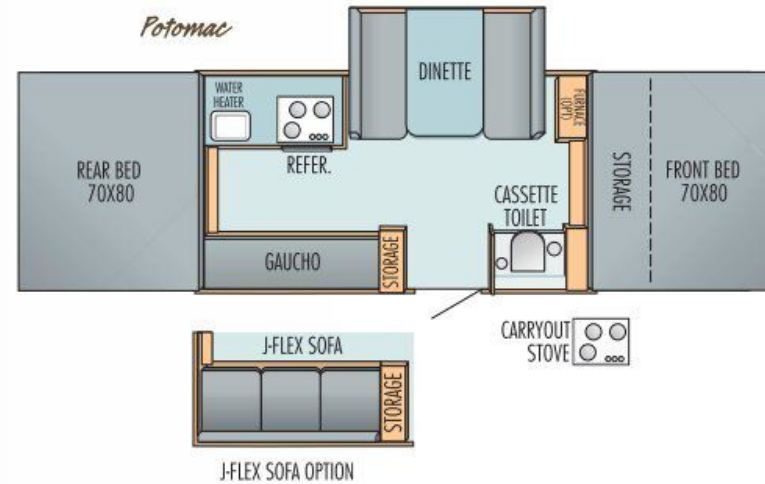 Potomac
DINETTE
WATER
HEATER
FURNACE
(OPT)
REFER.
REAR BED
70X80
STORAGE
FRONT BED
70X80
CASSETTE
TOILET
GAUCHO
STORAGE
CARRYOUT
STOVE
J-FLEX SOFA
STORAGE
J-FLEX SOFA OPTION